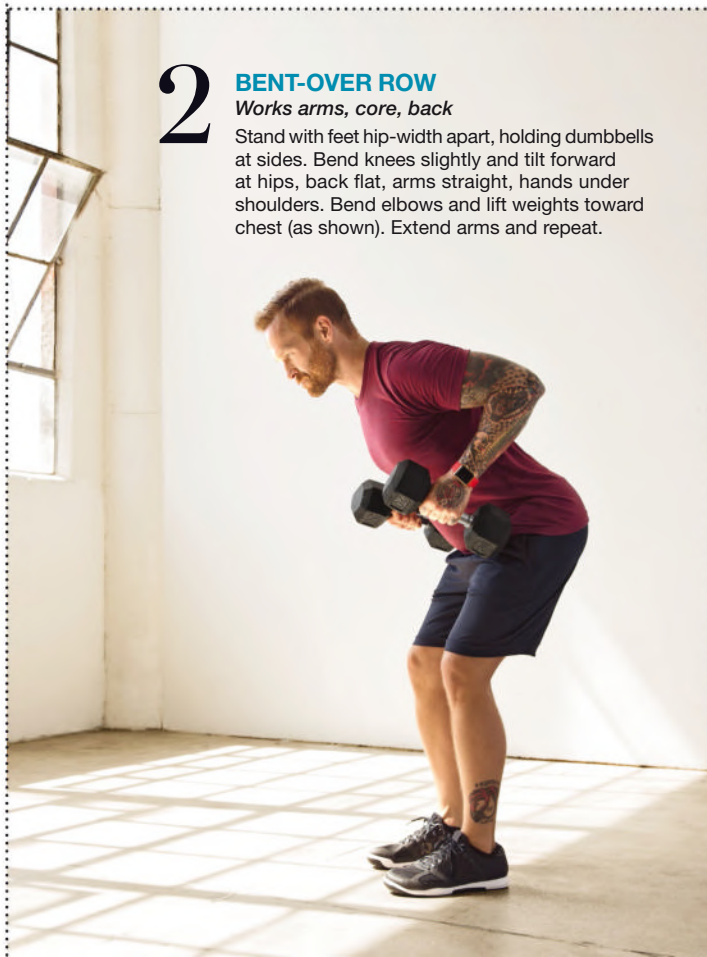 2
BENT-OVER ROW
Works arms, core, back
Stand with feet hip-width apart, holding dumbbells
at sides. Bend knees slightly and tilt forward
at hips, back flat, arms straight, hands under
shoulders. Bend elbows and lift weights toward
chest (as shown). Extend arms and repeat.